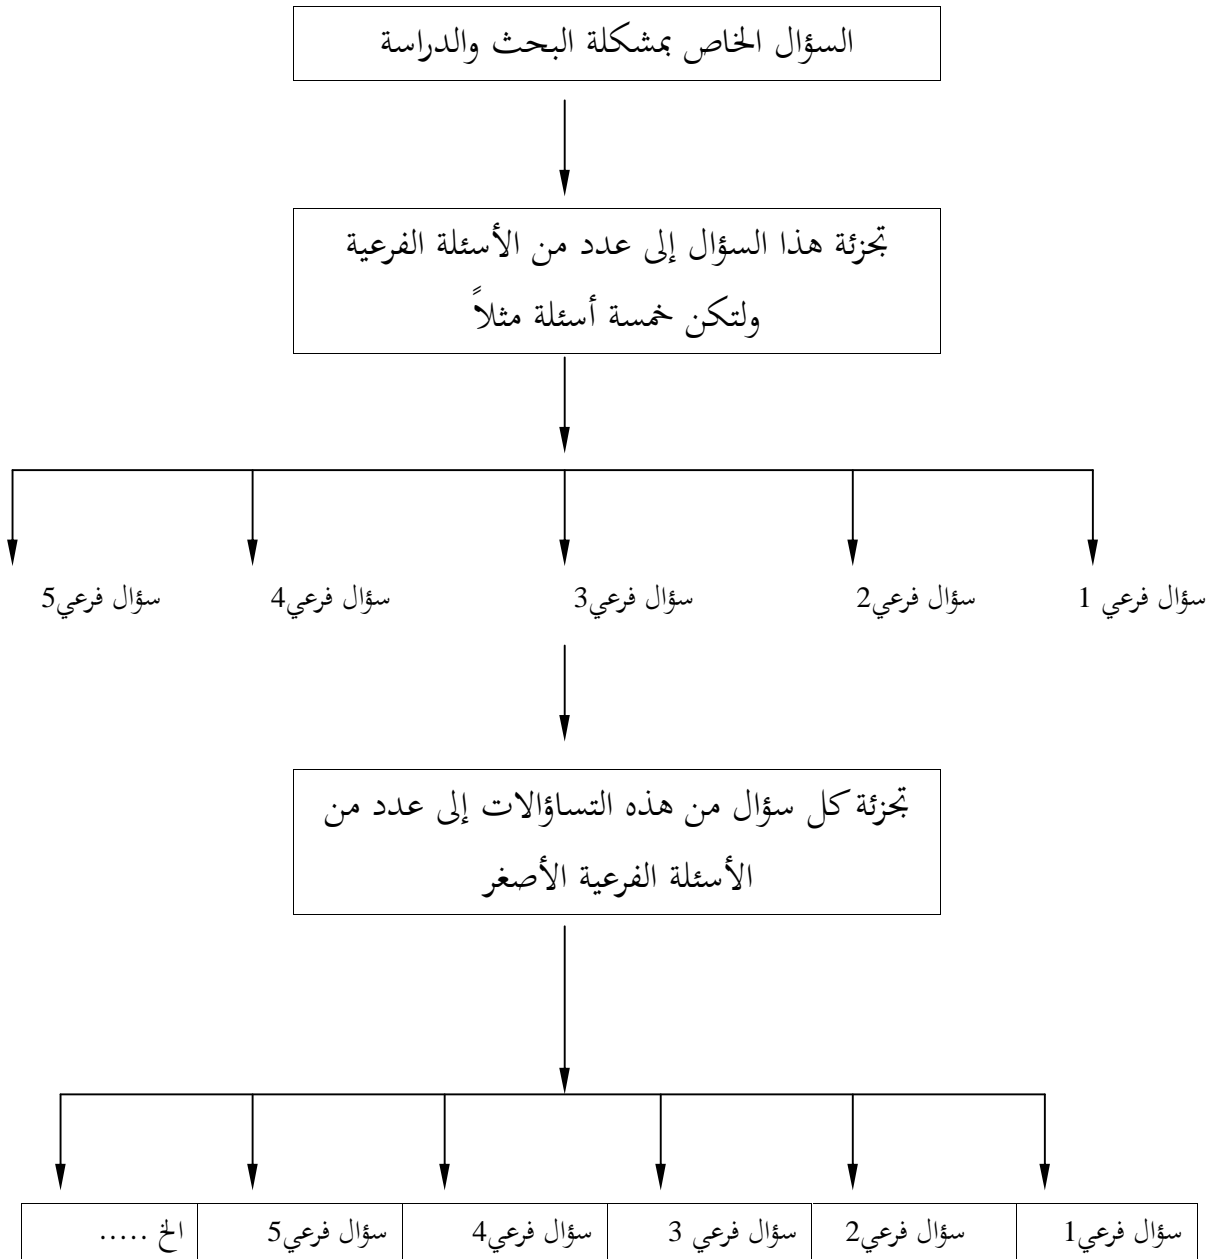 السؤال الخاص بمشكلة البحث والدراسة
تجزئة هذا السؤال إلى عدد من الأسئلة الفرعية
ولتكن خمسة أسئلة مثلاً
سؤال فرعي 1 سؤال فرعي2 سؤال فرعي3 سؤال فرعي4 سؤال فرعي5
تجزئة كل سؤال من هذه التساؤالات إلى عدد من
الأسئلة الفرعية الأصغر
سؤال فرعي1 سؤال فرعي2 سؤال فرعي 3 سؤال فرعي4 سؤال فرعي5 الخ .....